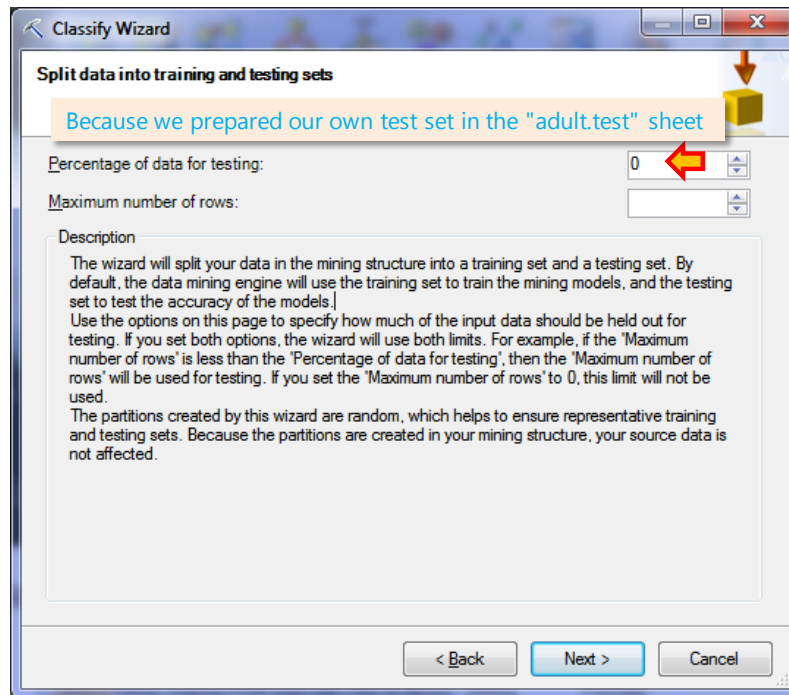 Classify Wizard
Split data into training and testing sets
Because we prepared our own test set in the "adult.test" sheet
Percentage of data for testing:
0
Maximum number of rows:
Description
The wizard will split your data in the mining structure into a training set and a testing set. By
default, the data mining engine will use the training set to train the mining models, and the testing
set to test the accuracy of the models.
Use the options on this page to specify how much of the input data should be held out for
testing. If you set both options, the wizard will use both limits. For example, if the 'Maximum
number of rows' is less than the 'Percentage of data for testing', then the 'Maximum number of
rows' will be used for testing. If you set the 'Maximum number of rows' to 0, this limit will not be
used.
The partitions created by this wizard are random, which helps to ensure representative training
and testing sets. Because the partitions are created in your mining structure, your source data is
not affected.
< Back
Next >
Cancel